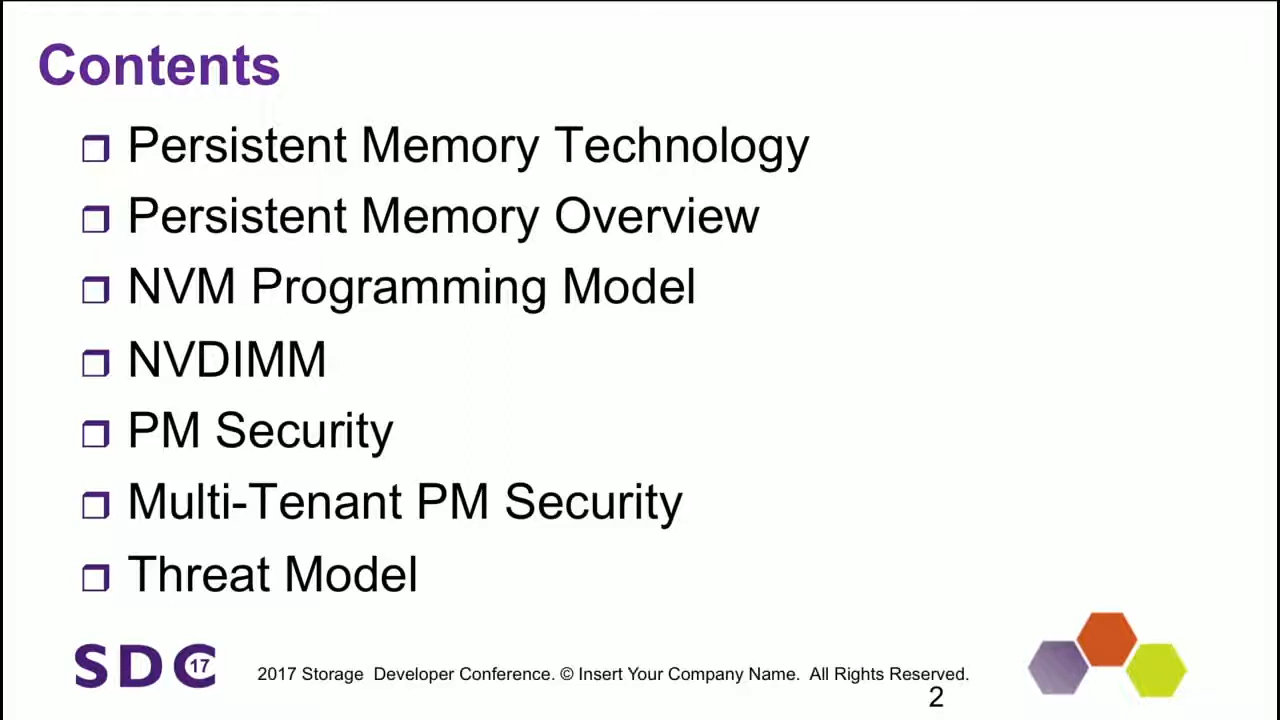 Contents
Persistent Memory Technology
Persistent Memory Overview
NVM Programming Model
NVDIMM
PM Security
Multi-Tenant PM Security
Threat Model
SDC 17
2017 Storage Developer Conference. © Insert Your Company Name. All Rights Reserved.
2